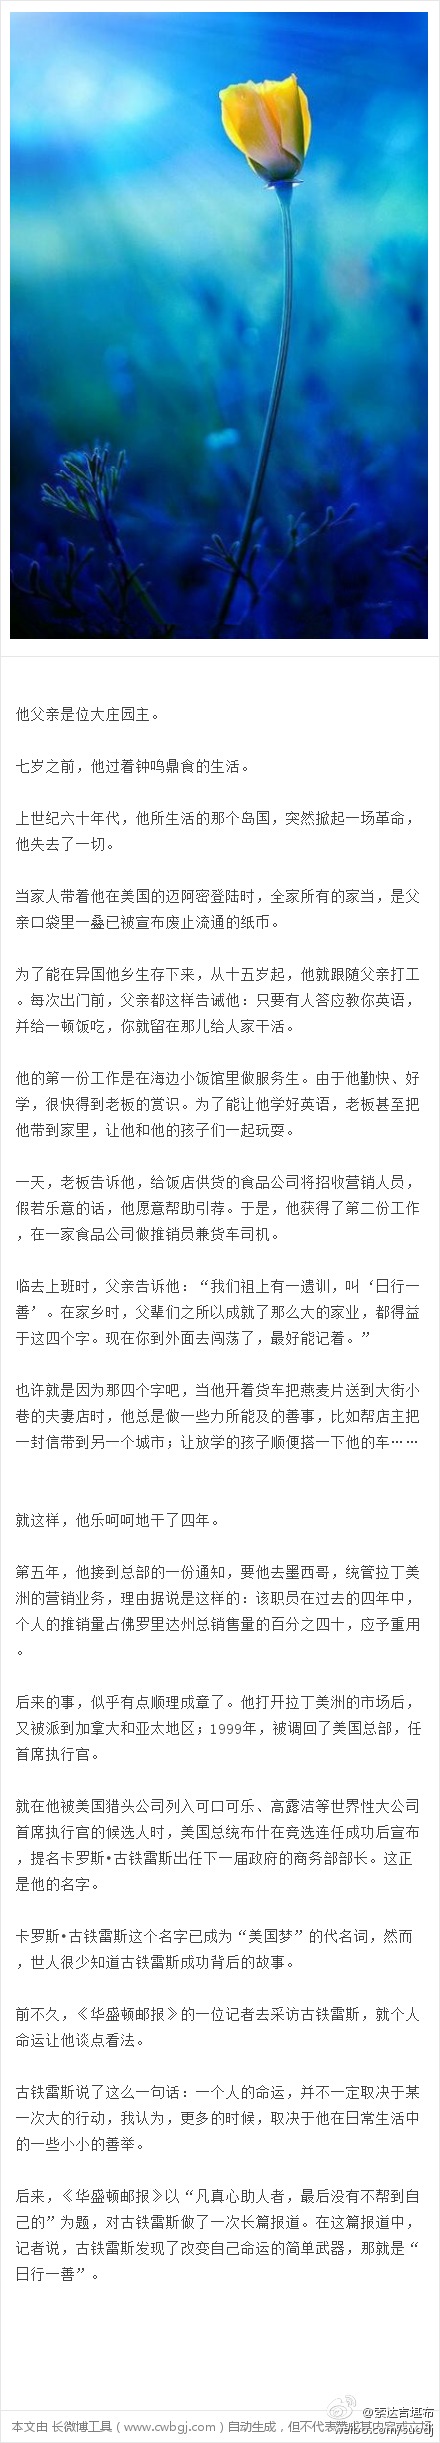 他父亲是位大庄园主。
七岁之前，他过着钟鸣鼎食的生活。
上世纪六十年代，他所生活的那个岛国，突然掀起一场革命，
他失去了一切。
当家人带着他在美国的迈阿密登陆时，全家所有的家当，是父
亲口袋里一叠已被宣布废止流通的纸币。
为了能在异国他乡生存下来，从十五岁起，他就跟随父亲打工
。每次出门前，父亲都这样告诫他：只要有人答应教你英语，
并给一顿饭吃，你就留在那儿给人家干活。
他的第一份工作是在海边小饭馆里做服务生。由于他勤快、好
学，很快得到老板的赏识。为了能让他学好英语，老板甚至把
他带到家里，让他和他的孩子们一起玩耍。
一天，老板告诉他，给饭店供货的食品公司将招收营销人员，
假若乐意的话，他愿意帮助引荐。于是，他获得了第二份工作
，在一家食品公司做推销员兼货车司机。
临去上班时，父亲告诉他：“我们祖上有一遗训，叫‘日行一
善’。在家乡时，父辈们之所以成就了那么大的家业，都得益
于这四个字。现在你到外面去闯荡了，最好能记着。”
也许就是因为那四个字吧，当他开着货车把燕麦片送到大街小
巷的夫妻店时，他总是做一些力所能及的善事，比如帮店主把
一封信带到另一个城市；让放学的孩子顺便搭一下他的车……
就这样，他乐呵呵地干了四年。
第五年，他接到总部的一份通知，要他去墨西哥，统管拉丁美
洲的营销业务，理由据说是这样的：该职员在过去的四年中，
个人的推销量占佛罗里达州总销售量的百分之四十，应予重用
。
后来的事，似乎有点顺理成章了。他打开拉丁美洲的市场后，
又被派到加拿大和亚太地区；1999年，被调回了美国总部，任
首席执行官。
就在他被美国猎头公司列入可口可乐、高露洁等世界性大公司
首席执行官的候选人时，美国总统布什在竞选连任成功后宣布
，提名卡罗斯•古铁雷斯出任下一届政府的商务部部长。这正
是他的名字。
卡罗斯•古铁雷斯这个名字已成为“美国梦”的代名词，然而
，世人很少知道古铁雷斯成功背后的故事。
前不久，《华盛顿邮报》的一位记者去采访古铁雷斯，就个人
命运让他谈点看法。
古铁雷斯说了这么一句话：一个人的命运，并不一定取决于某
一次大的行动，我认为，更多的时候，取决于他在日常生活中
的一些小小的善举。
后来，《华盛顿邮报》以“凡真心助人者，最后没有不帮到自
己的”为题，对古铁雷斯做了一次长篇报道。在这篇报道中，
记者说，古铁雷斯发现了改变自己命运的简单武器，那就是“
日行一善”。
@索达吉堪布
本文由 长微博工具（www.cwbgj.com）自动生成，但不代表赞成其内容或立场
weibo.com/suodj